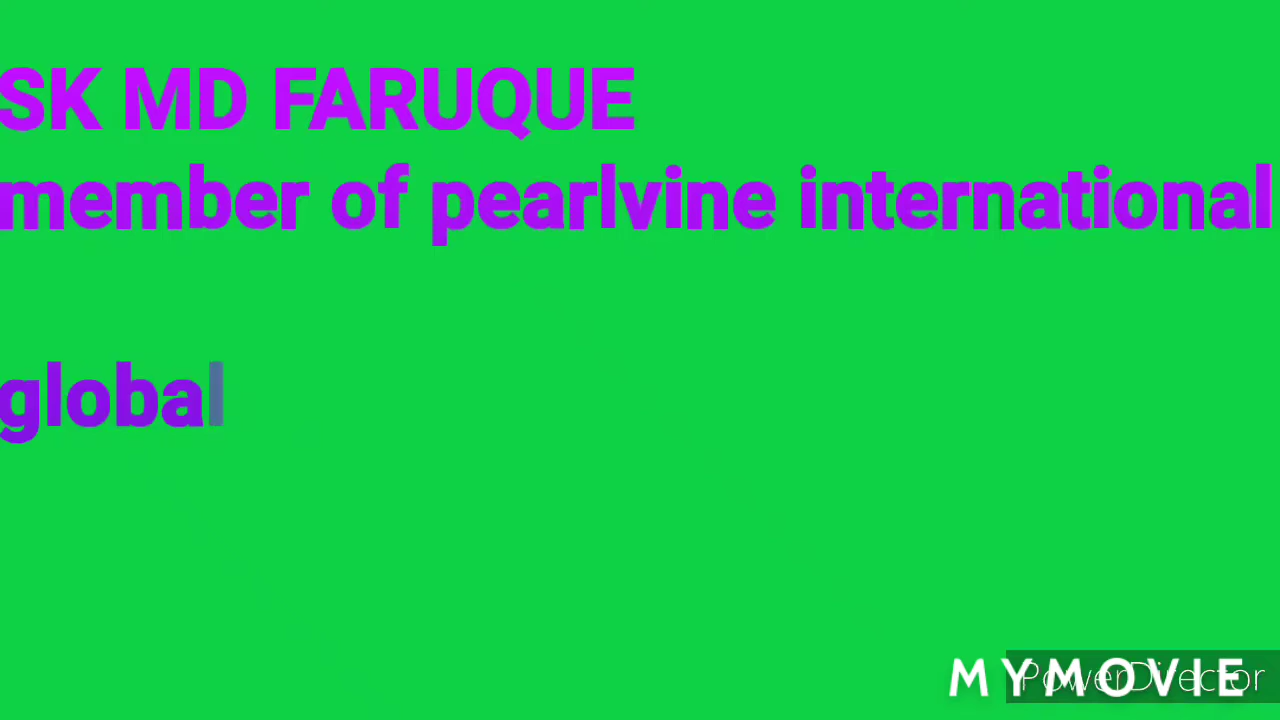 SK MD FARUQUE
member of pearlvine international
global
MYMOVIE
PowerDirector